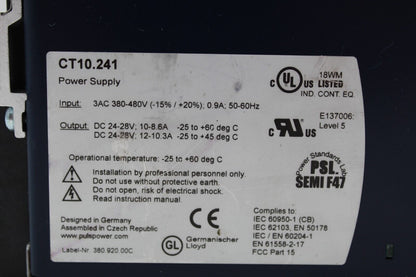 CT10.241
Power Supply
C UL US LISTED
18WM
IND. CONT. EQ.
Input: 3AC 380-480V (-15% / +20%); 0.9A; 50-60Hz
Output: DC 24-28V; 10-8.6A -25 to +60 deg C
DC 24-28V; 12-10.3A -25 to +45 deg C
E137006:
Level 5
C RU US
Operational temperature: -25 to +60 deg C
Installation by professional personnel only.
Do not use without protective earth.
Do not open, risk of electrical shock.
Read instruction manual.
Power Standards Lab
PSL
SEMI F47
Designed in Germany
Assembled in Czech Republic
www.pulspower.com
CE
GL
Germanischer
Lloyd
Label-Nr. 380.920.00C
Complies to
IEC 60950-1 (CB)
IEC 62103, EN 50178
IEC / EN 60204-1
EN 61558-2-17
FCC Part 15